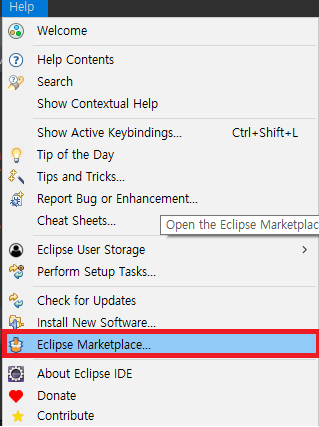 Help
Welcome
Help Contents
Search
Show Contextual Help
Show Active Keybindings... Ctrl+Shift+L
Tip of the Day
Tips and Tricks...
Report Bug or Enhancement...
Cheat Sheets...
Open the Eclipse Marketplac
Eclipse User Storage
Perform Setup Tasks...
Check for Updates
Install New Software...
Eclipse Marketplace...
About Eclipse IDE
Donate
Contribute